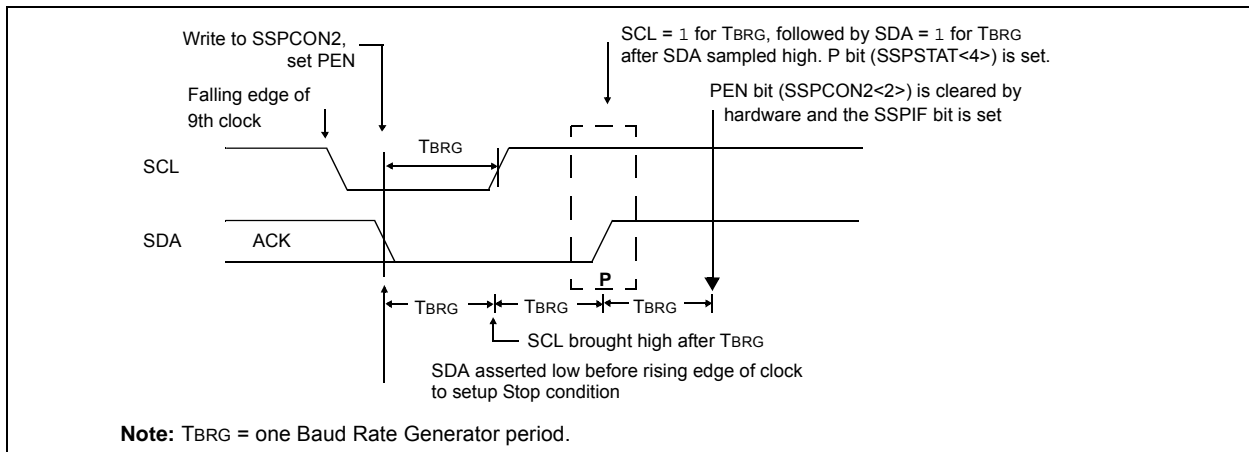 Write to SSPCON2,
set PEN
SCL = 1 for TBRG, followed by SDA = 1 for TBRG
after SDA sampled high. P bit (SSPSTAT<4>) is set.
Falling edge of
9th clock
PEN bit (SSPCON2<2>) is cleared by
hardware and the SSPIF bit is set
TBRG
SCL
SDA
ACK
P
TBRG
TBRG
TBRG
SCL brought high after TBRG
SDA asserted low before rising edge of clock
to setup Stop condition
Note: TBRG = one Baud Rate Generator period.